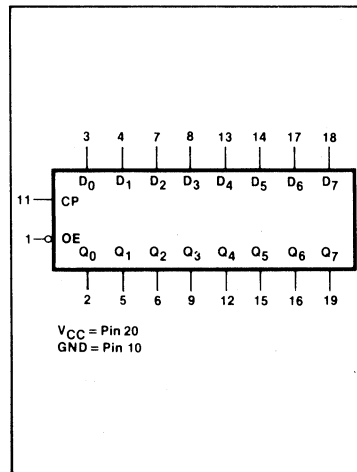 3 4 7 8 13 14 17 18
D0 D1 D2 D3 D4 D5 D6 D7
11 CP
1 OE
Q0 Q1 Q2 Q3 Q4 Q5 Q6 Q7
2 5 6 9 12 15 16 19
VCC = Pin 20
GND = Pin 10